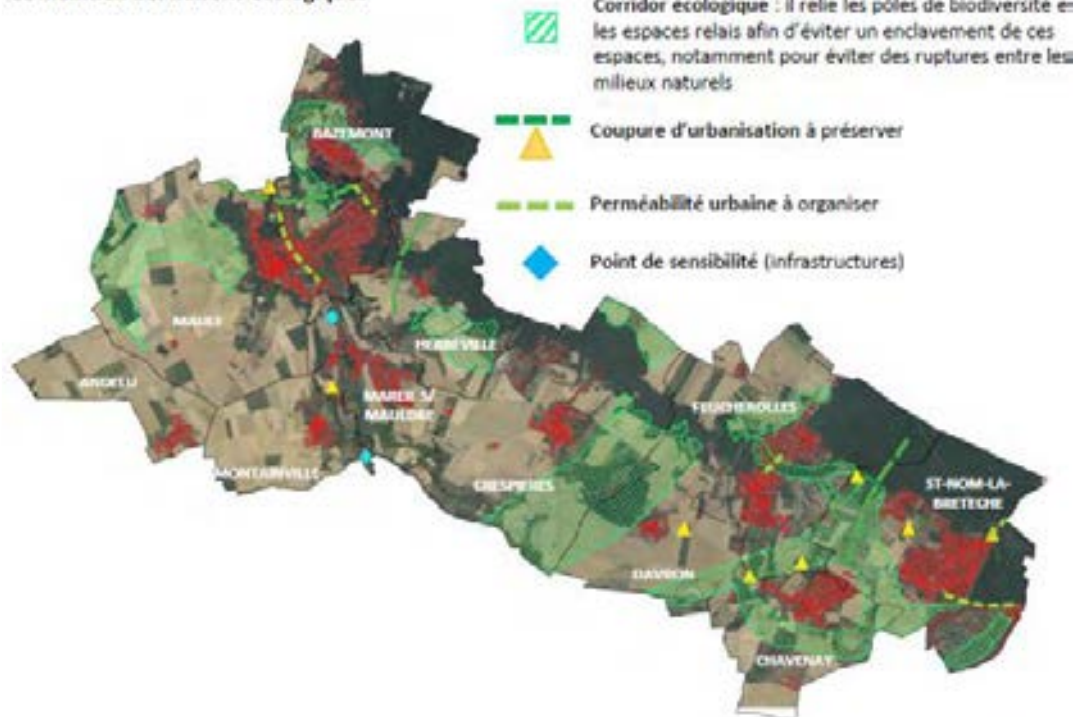 Corridor écologique : il relie les pôles de biodiversité et
les espaces relais afin d'éviter un enclavement de ces
espaces, notamment pour éviter des ruptures entre les
milieux naturels
Coupure d'urbanisation à préserver
Perméabilité urbaine à organiser
Point de sensibilité (infrastructures)
BAZEMONT
MAULE
HERBEVILLE
ANDELU
MAREIL S/
MAULDRE
FEUCHEROLLES
MONTAINVILLE
CRESPIERES
ST-NOM-LA-
BRETECHE
DAVRON
CHAVENAY